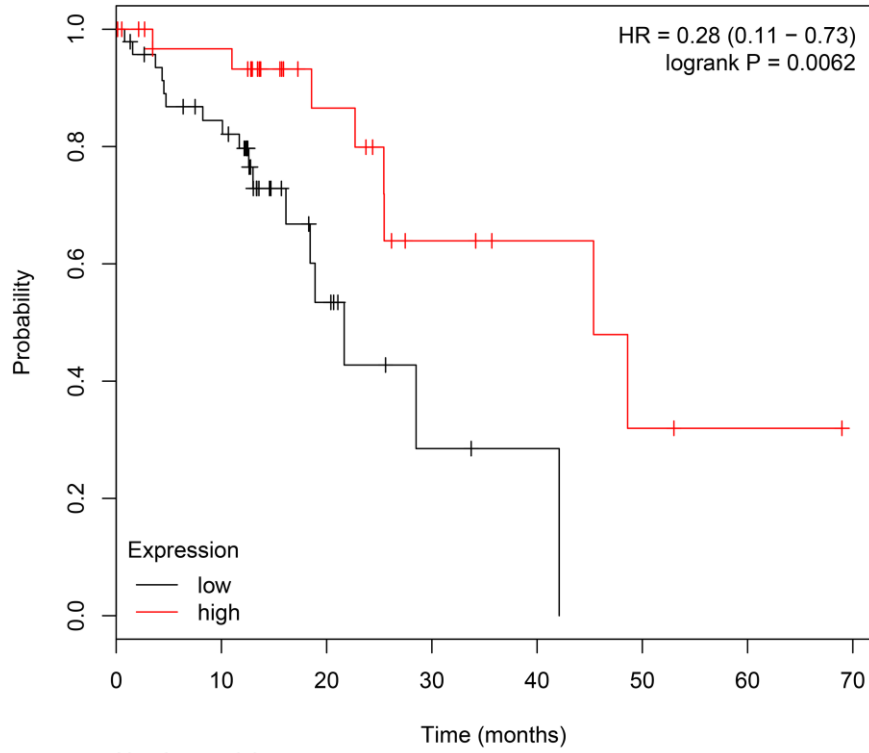 HR = 0.28 (0.11 − 0.73)
logrank P = 0.0062
1.0
0.8
0.6
0.4
0.2
0.0
Probability
Expression
low
high
0 10 20 30 40 50 60 70
Time (months)